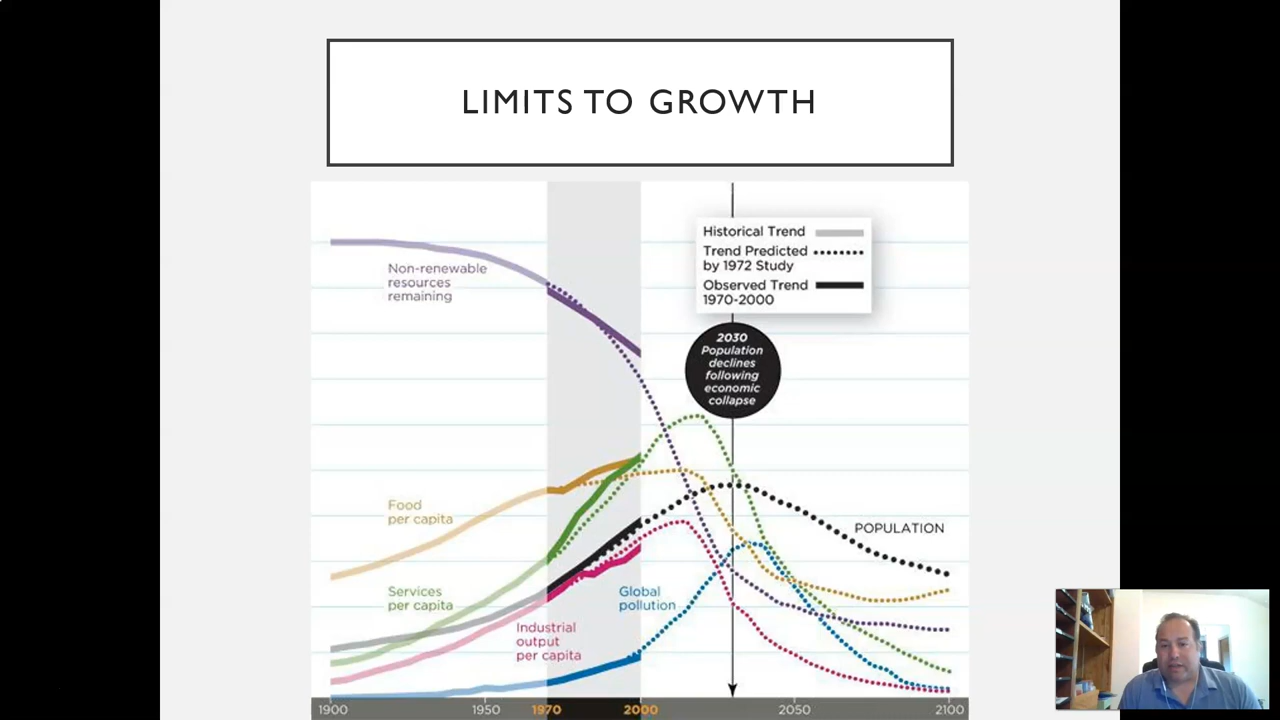 LIMITS TO GROWTH
Historical Trend
Trend Predicted
by 1972 Study
Observed Trend
1970-2000
Non-renewable
resources
remaining
2030
Population
declines
following
economic
collapse
Food
per capita
POPULATION
Services
per capita
Global
pollution
Industrial
output
per capita
1900 1950 1970 2000 2050 2100